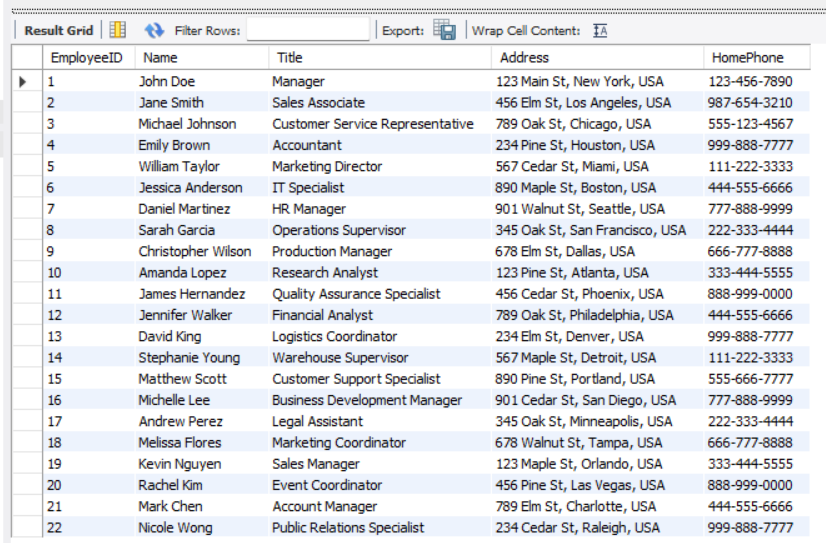 Result Grid Filter Rows: Export: Wrap Cell Content: IA
EmployeeID Name Title Address HomePhone
1 John Doe Manager 123 Main St, New York, USA 123-456-7890
2 Jane Smith Sales Associate 456 Elm St, Los Angeles, USA 987-654-3210
3 Michael Johnson Customer Service Representative 789 Oak St, Chicago, USA 555-123-4567
4 Emily Brown Accountant 234 Pine St, Houston, USA 999-888-7777
5 William Taylor Marketing Director 567 Cedar St, Miami, USA 111-222-3333
6 Jessica Anderson IT Specialist 890 Maple St, Boston, USA 444-555-6666
7 Daniel Martinez HR Manager 901 Walnut St, Seattle, USA 777-888-9999
8 Sarah Garcia Operations Supervisor 345 Oak St, San Francisco, USA 222-333-4444
9 Christopher Wilson Production Manager 678 Elm St, Dallas, USA 666-777-8888
10 Amanda Lopez Research Analyst 123 Pine St, Atlanta, USA 333-444-5555
11 James Hernandez Quality Assurance Specialist 456 Cedar St, Phoenix, USA 888-999-0000
12 Jennifer Walker Financial Analyst 789 Oak St, Philadelphia, USA 444-555-6666
13 David King Logistics Coordinator 234 Elm St, Denver, USA 999-888-7777
14 Stephanie Young Warehouse Supervisor 567 Maple St, Detroit, USA 111-222-3333
15 Matthew Scott Customer Support Specialist 890 Pine St, Portland, USA 555-666-7777
16 Michelle Lee Business Development Manager 901 Cedar St, San Diego, USA 777-888-9999
17 Andrew Perez Legal Assistant 345 Oak St, Minneapolis, USA 222-333-4444
18 Melissa Flores Marketing Coordinator 678 Walnut St, Tampa, USA 666-777-8888
19 Kevin Nguyen Sales Manager 123 Maple St, Orlando, USA 333-444-5555
20 Rachel Kim Event Coordinator 456 Pine St, Las Vegas, USA 888-999-0000
21 Mark Chen Account Manager 789 Elm St, Charlotte, USA 444-555-6666
22 Nicole Wong Public Relations Specialist 234 Cedar St, Raleigh, USA 999-888-7777